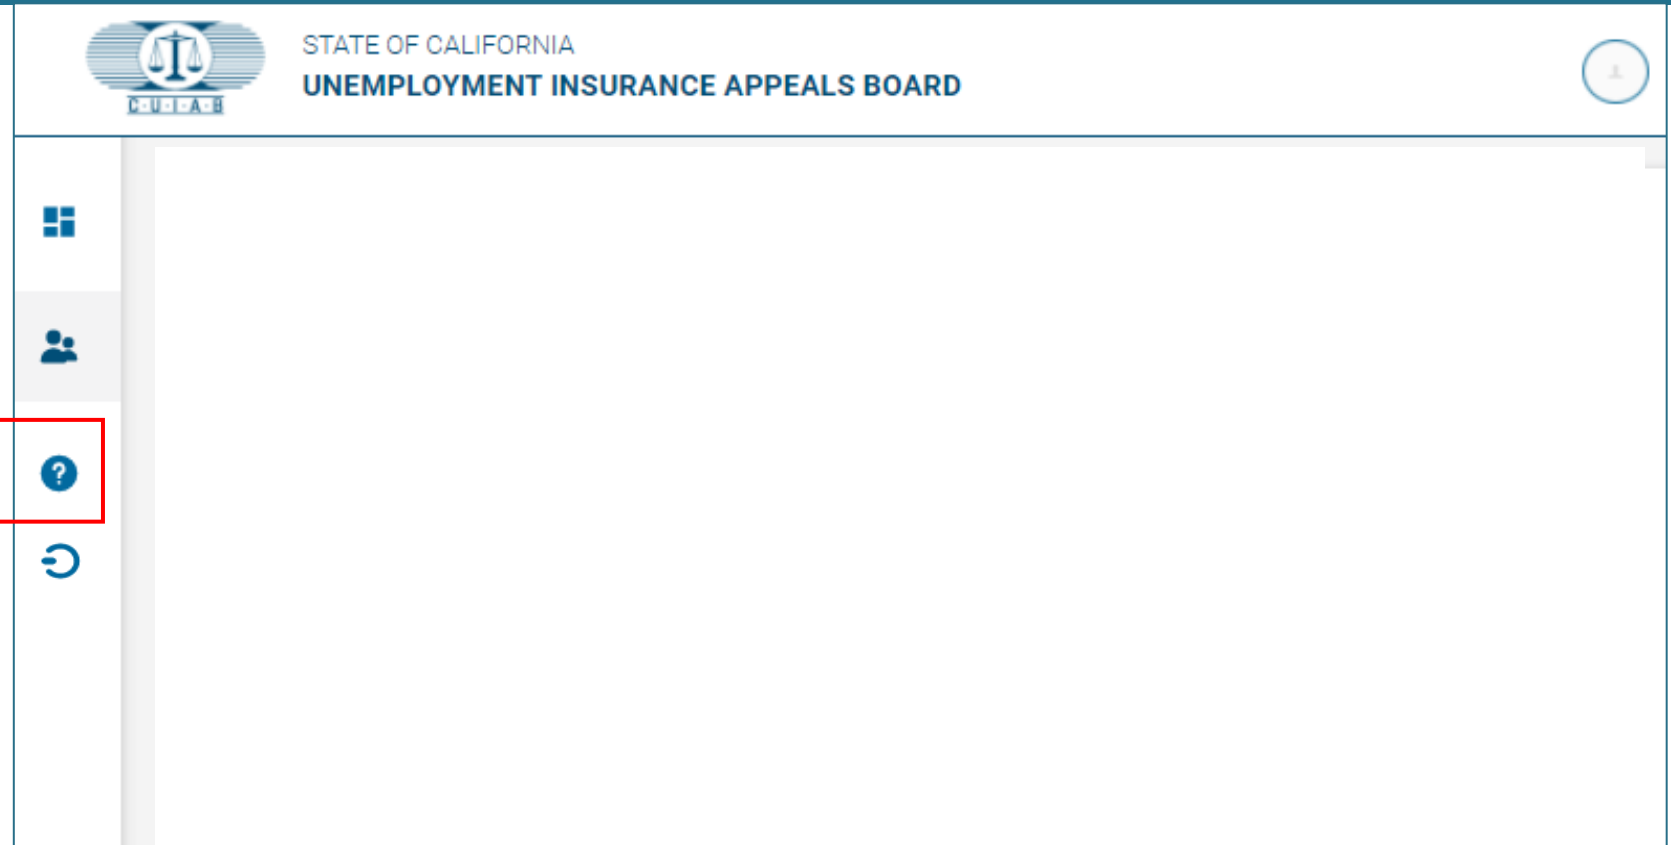 C·U·I·A·B
STATE OF CALIFORNIA
UNEMPLOYMENT INSURANCE APPEALS BOARD
?